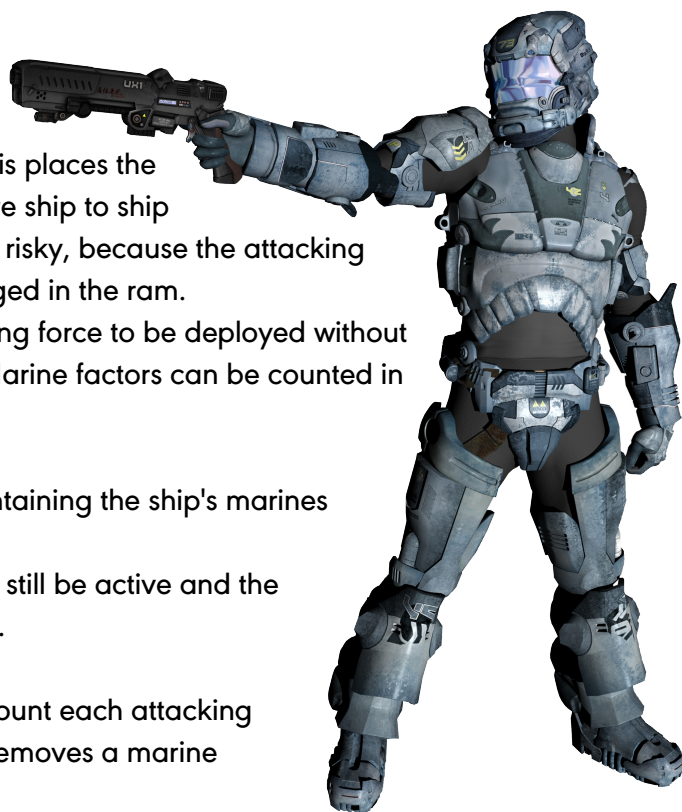 72
UX1
is places the
e ship to ship
risky, because the attacking
ged in the ram.
ng force to be deployed without
arine factors can be counted in
ntaining the ship's marines
still be active and the
.
ount each attacking
emoves a marine